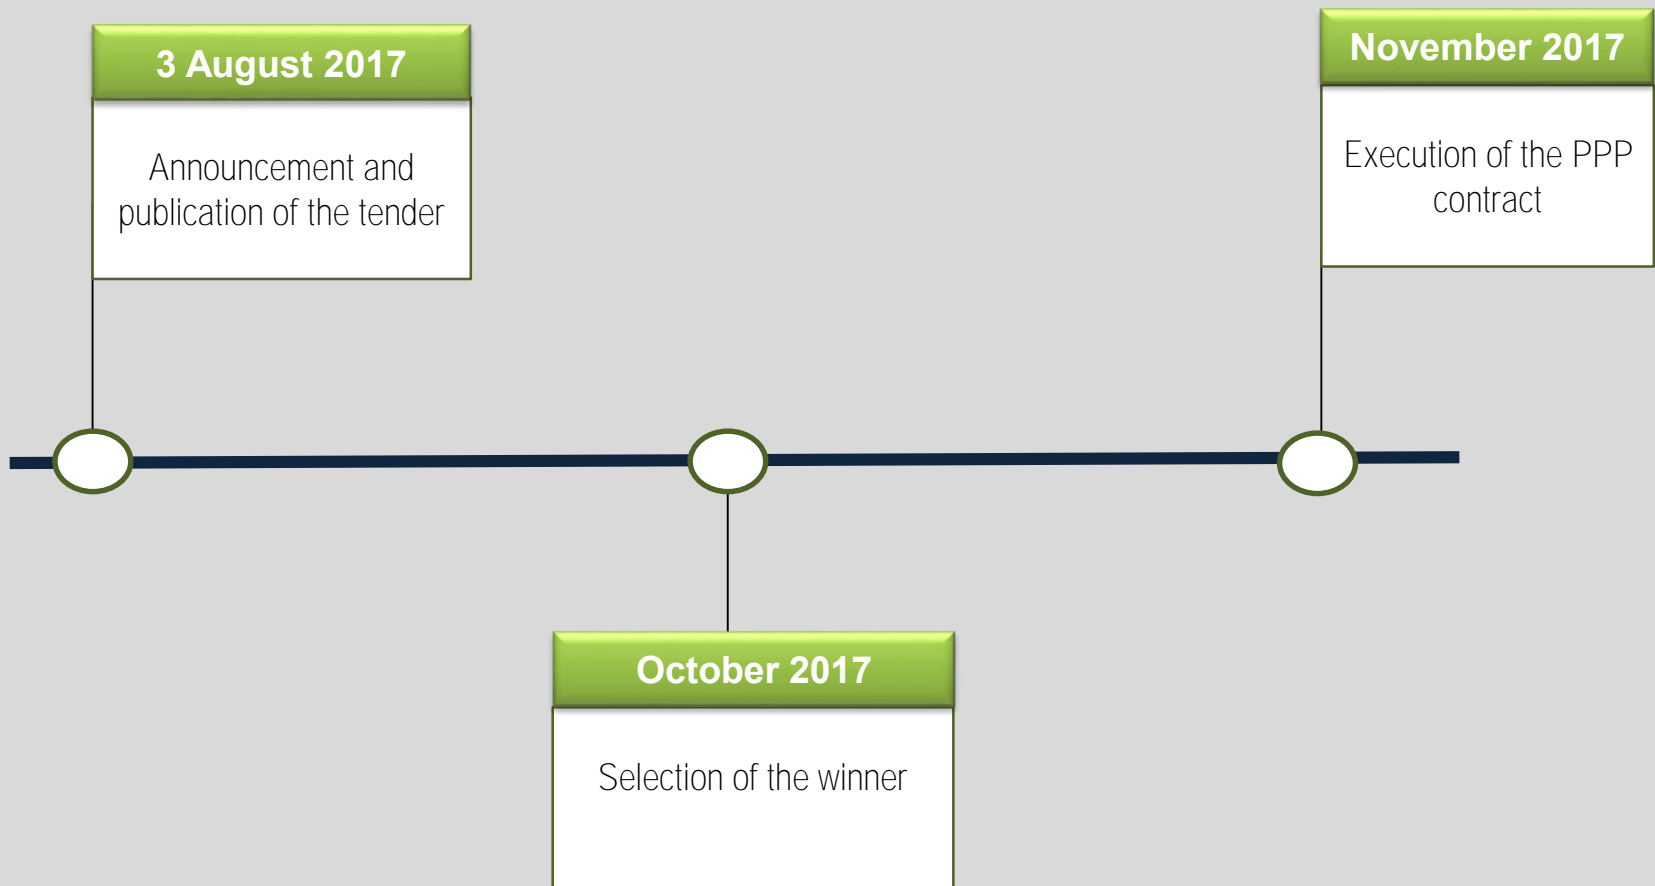 3 August 2017
Announcement and
publication of the tender
October 2017
Selection of the winner
November 2017
Execution of the PPP
contract